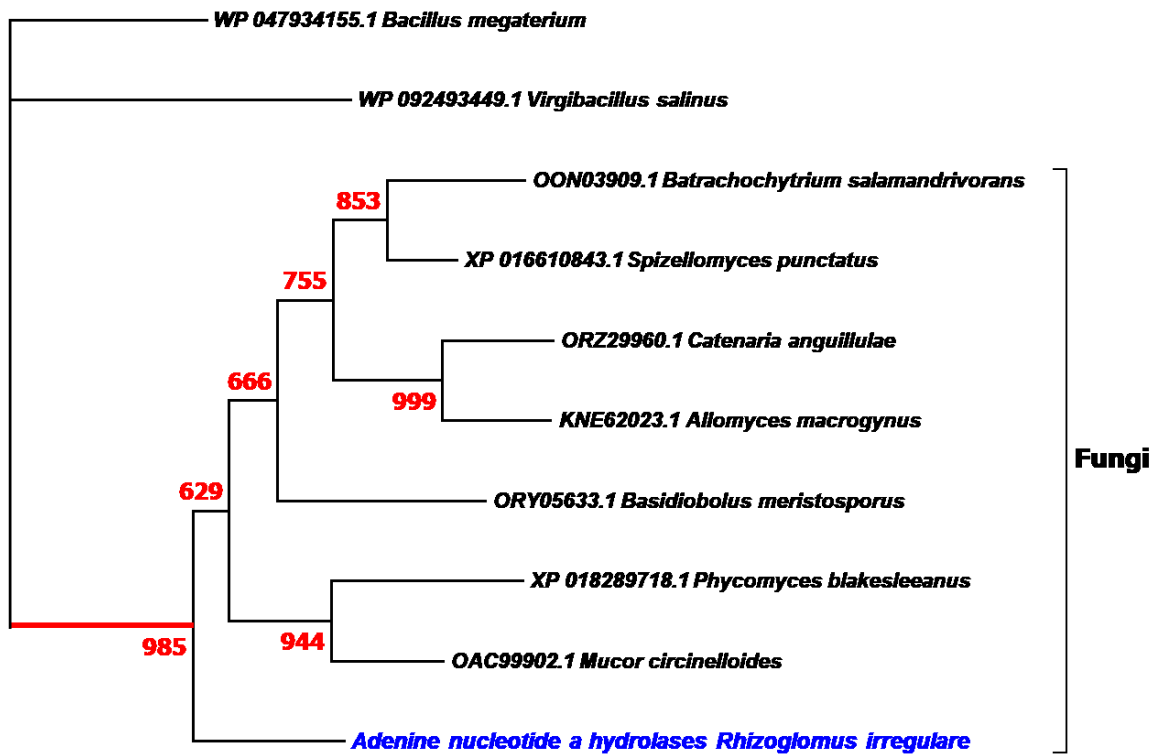 WP 047934155.1 Bacillus megaterium
WP 092493449.1 Virgibacillus salinus
OON03909.1 Batrachochytrium salamandrivorans
853
XP 016610843.1 Spizellomyces punctatus
755
ORZ29960.1 Catenaria anguillulae
666
999
KNE62023.1 Allomyces macrogynus
Fungi
629
ORY05633.1 Basidiobolus meristosporus
XP 018289718.1 Phycomyces blakesleeanus
985
944
OAC99902.1 Mucor circinelloides
Adenine nucleotide a hydrolases Rhizoglomus irregulare